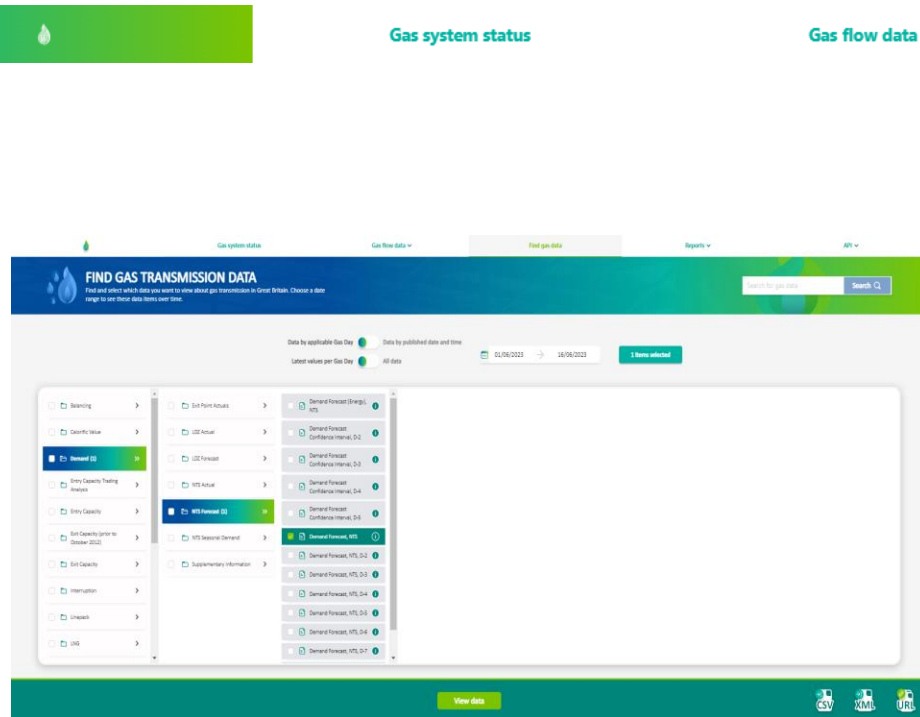 Gas system status
Gas flow data
Gas system status
Gas flow data
Find gas data
Reports
API
FIND GAS TRANSMISSION DATA
Find and select which data you want to view about gas transmission in Great Britain. Choose a date
range to see these data items over time.
Search for gas data
Search
Data by applicable Gas Day
Data by published date and time
Latest values per Gas Day
All data
01/06/2023
16/06/2023
1 items selected
Balancing
Exit Point Actuals
Demand Forecast (Energy),
NTS
Calorific Value
LDZ Actual
Demand Forecast
Confidence Interval, D-2
Demand (1)
LDZ Forecast
Demand Forecast
Confidence Interval, D-3
Entry Capacity Trading
Analysis
NTS Actual
Demand Forecast
Confidence Interval, D-4
Entry Capacity
NTS Forecast (1)
Demand Forecast
Confidence Interval, D-5
Exit Capacity (prior to
October 2012)
NTS Seasonal Demand
Demand Forecast, NTS
Exit Capacity
Supplementary Information
Demand Forecast, NTS, D-2
Demand Forecast, NTS, D-3
Interruption
Demand Forecast, NTS, D-4
Linepack
Demand Forecast, NTS, D-5
Demand Forecast, NTS, D-6
LNG
Demand Forecast, NTS, D-7
View data
CSV
XML
URL